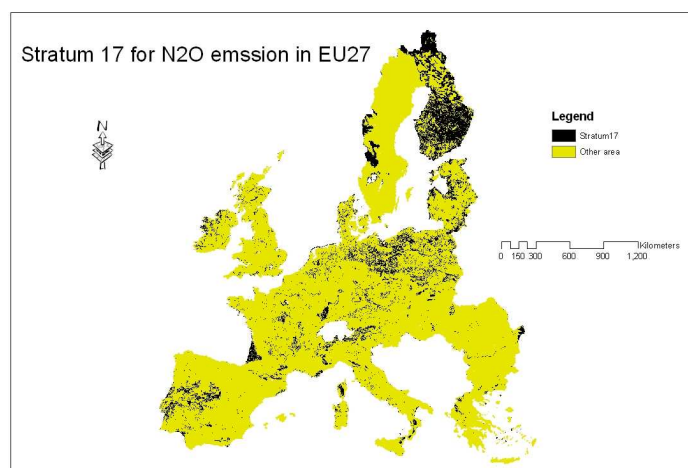 Stratum 17 for N2O emssion in EU27
N
Legend
Stratum17
Other area
Kilometers
0 150 300 600 900 1,200